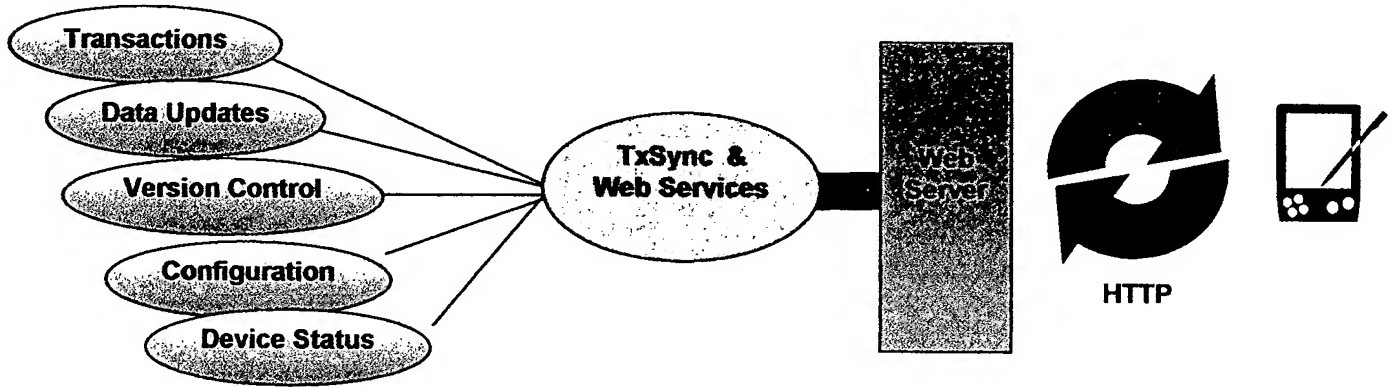 Transactions
Data Updates
Version Control
Configuration
Device Status
TxSync &
Web Services
Web
Server
HTTP